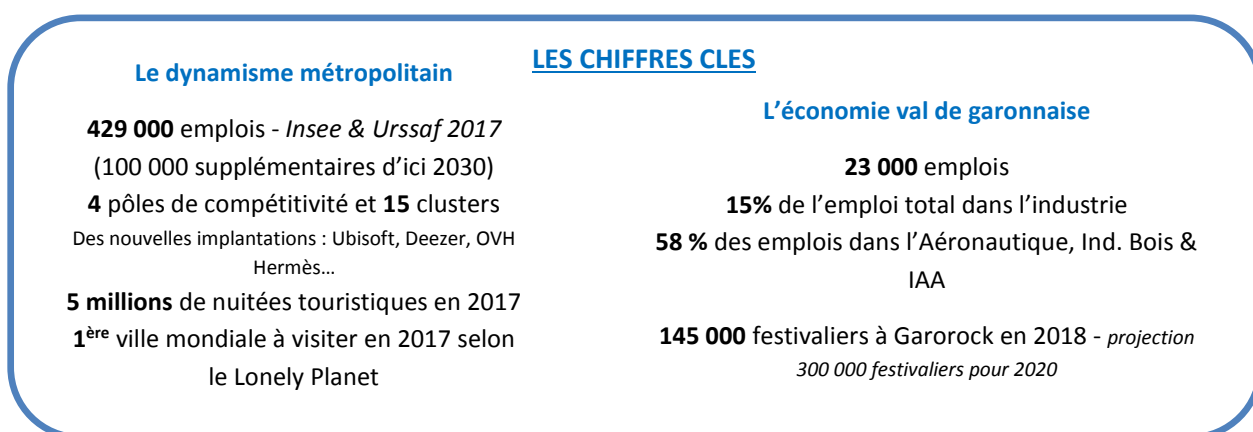 LES CHIFFRES CLES
Le dynamisme métropolitain
429 000 emplois - Insee & Urssaf 2017
(100 000 supplémentaires d’ici 2030)
4 pôles de compétitivité et 15 clusters
Des nouvelles implantations : Ubisoft, Deezer, OVH
Hermès…
5 millions de nuitées touristiques en 2017
1ère ville mondiale à visiter en 2017 selon
le Lonely Planet
L’économie val de garonnaise
23 000 emplois
15% de l’emploi total dans l’industrie
58 % des emplois dans l’Aéronautique, Ind. Bois &
IAA
145 000 festivaliers à Garorock en 2018 - projection
300 000 festivaliers pour 2020